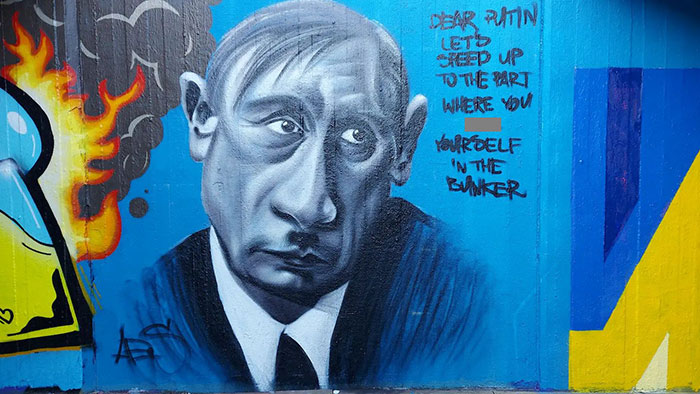 DEAR PUTIN
LET'S
SPEED UP
TO THE PART
WHERE YOU
YOURSELF
IN THE
BUNKER